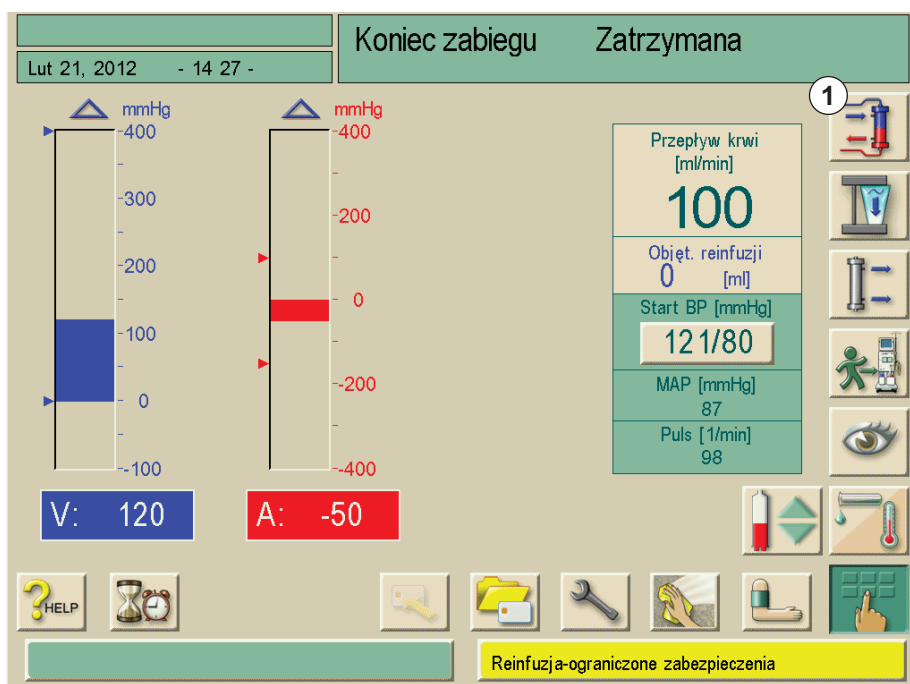 Koniec zabiegu Zatrzymana
Lut 21, 2012 - 14 27 -
1
mmHg
400
300
200
100
0
-100
V: 120
mmHg
400
200
0
-200
-400
A: -50
Przepływ krwi
[ml/min]
100
Objęt. reinfuzji
0 [ml]
Start BP [mmHg]
121/80
MAP [mmHg]
87
Puls [1/min]
98
?HELP
Reinfuzja-ograniczone zabezpieczenia